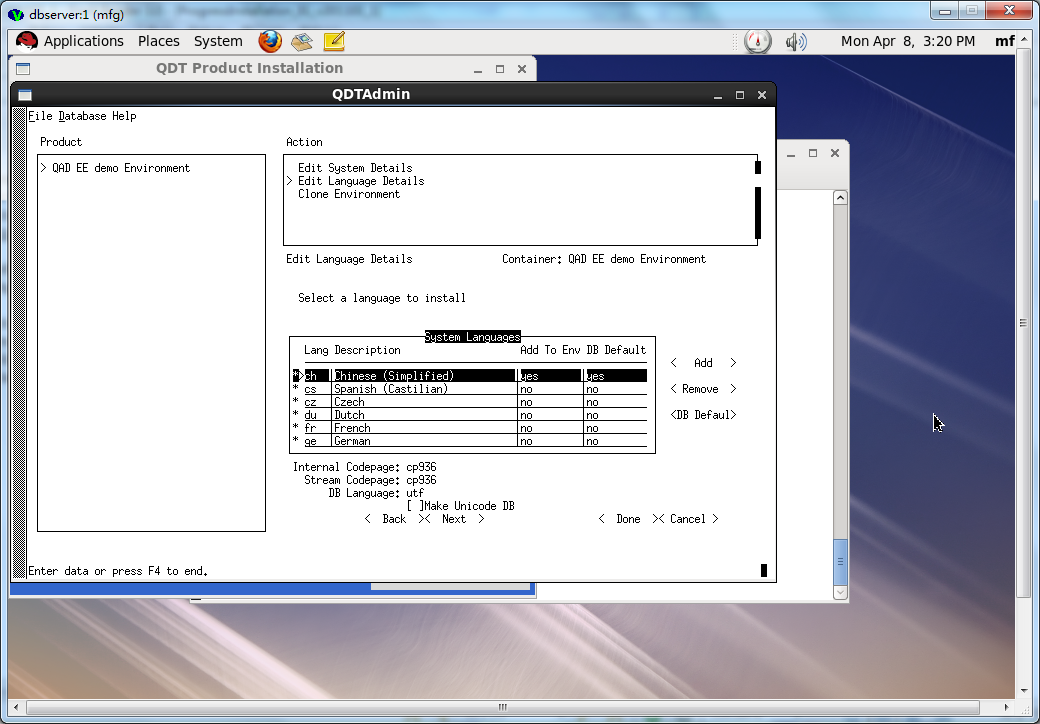 dbserver:1 (mfg)
Applications Places System
Mon Apr 8, 3:20 PM mf
QDT Product Installation
QDTAdmin
File Database Help
Product
Action
> QAD EE demo Environment
Edit System Details
> Edit Language Details
Clone Environment
Edit Language Details
Container: QAD EE demo Environment
Select a language to install
System Languages
Lang Description Add To Env DB Default
*>ch Chinese (Simplified) yes yes
* cs Spanish (Castilian) no no
* cz Czech no no
* du Dutch no no
* fr French no no
* ge German no no
< Add >
< Remove >
<DB Defaul>
Internal Codepage: cp936
Stream Codepage: cp936
DB Language: utf
[ ]Make Unicode DB
< Back >< Next > < Done >< Cancel >
Enter data or press F4 to end.